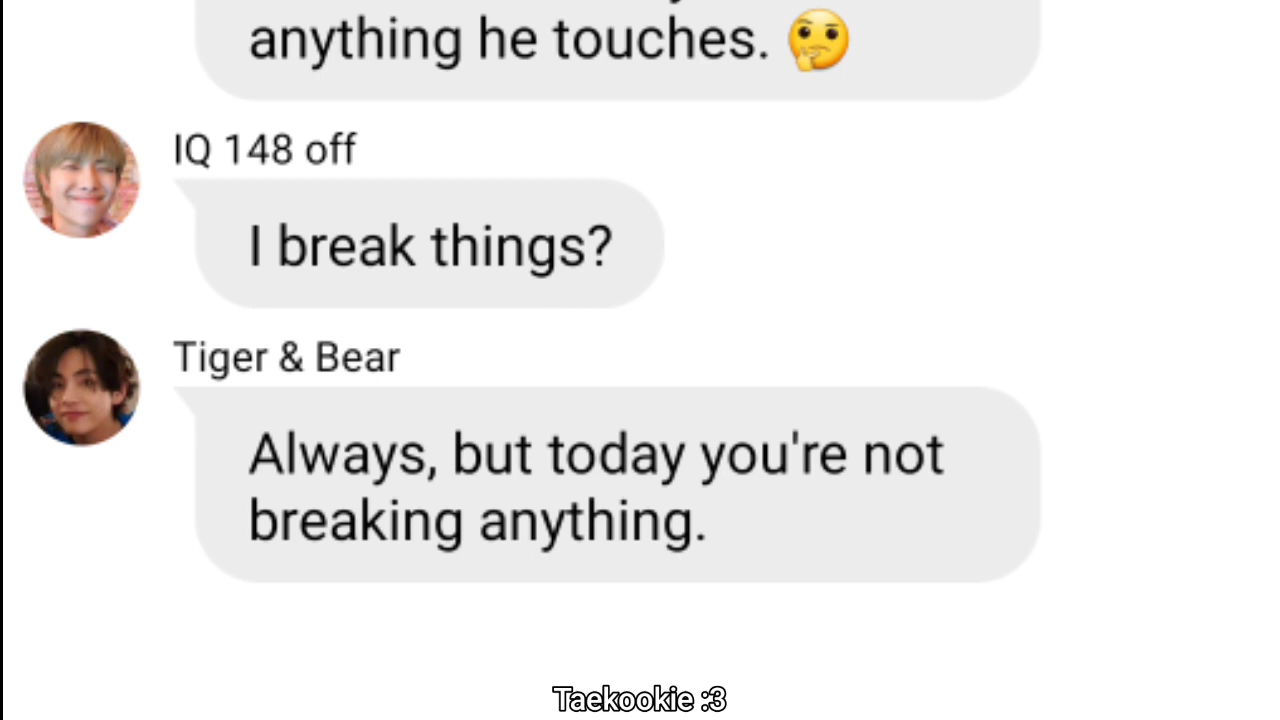 anything he touches. 🤔
IQ 148 off
I break things?
Tiger & Bear
Always, but today you're not
breaking anything.
Taekookie :3